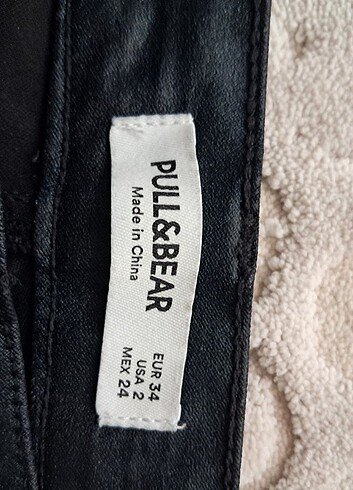 PULL&BEAR
Made in China
EUR 34
USA 2
MEX 24